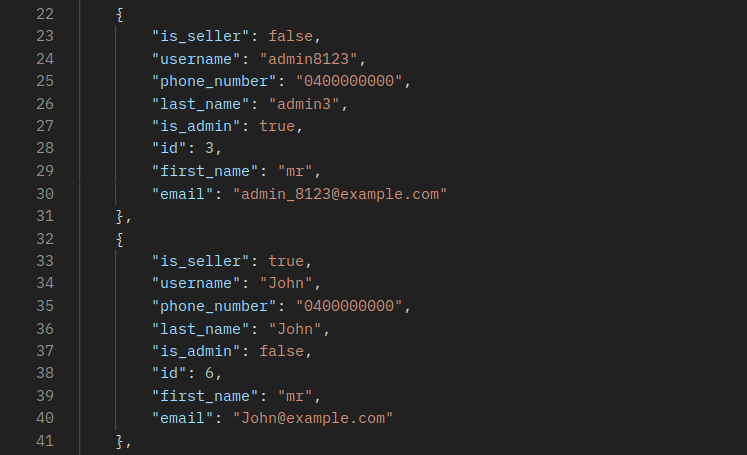 22 {
23 "is_seller": false,
24 "username": "admin8123",
25 "phone_number": "0400000000",
26 "last_name": "admin3",
27 "is_admin": true,
28 "id": 3,
29 "first_name": "mr",
30 "email": "admin_8123@example.com"
31 },
32 {
33 "is_seller": true,
34 "username": "John",
35 "phone_number": "0400000000",
36 "last_name": "John",
37 "is_admin": false,
38 "id": 6,
39 "first_name": "mr",
40 "email": "John@example.com"
41 },